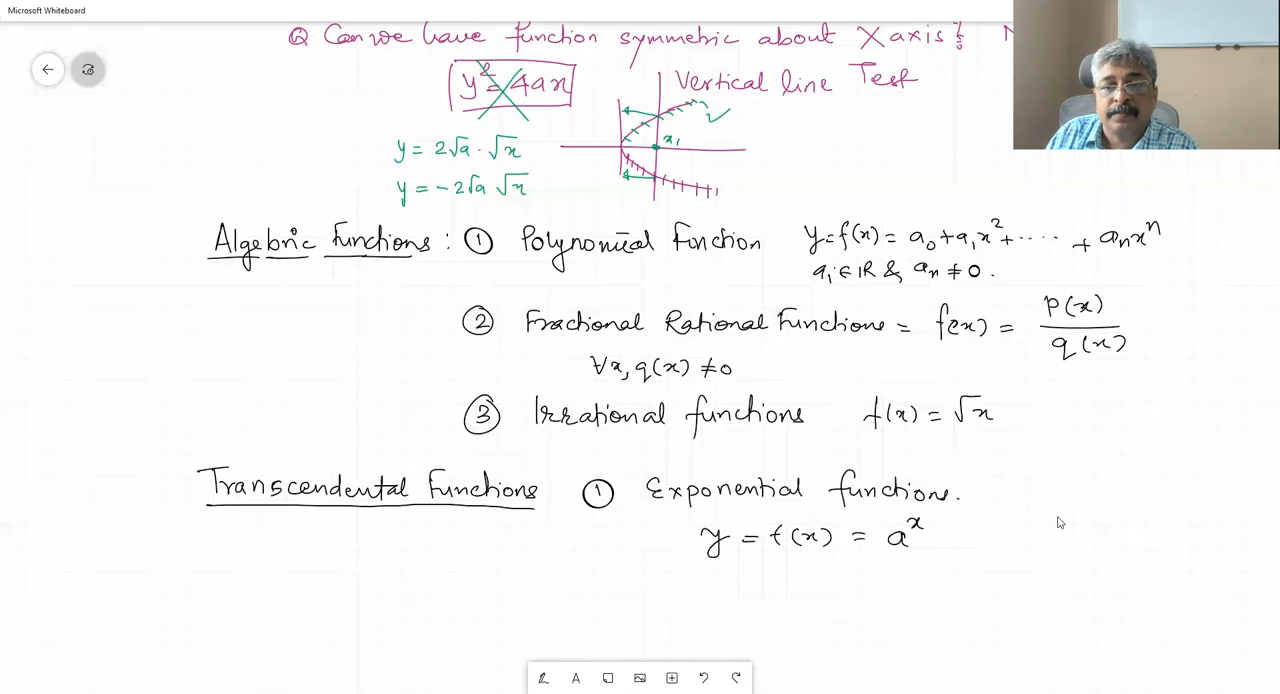 Microsoft Whiteboard
Q Can we have function symmetric about X axis?
y² = 4ax Vertical line Test
x₁
y = 2√a · √x
y = -2√a √x
Algebric Functions : ① Polynomial Function y=f(x) = a₀+a₁x²+.....+aₙxⁿ
aᵢ ∈ IR & aₙ ≠ 0.
② Fractional Rational Functions = f(x) = p(x)/q(x)
∀x, q(x) ≠ 0
③ Irrational functions f(x) = √x
Transcendental Functions ① Exponential functions.
y = f(x) = aˣ
A